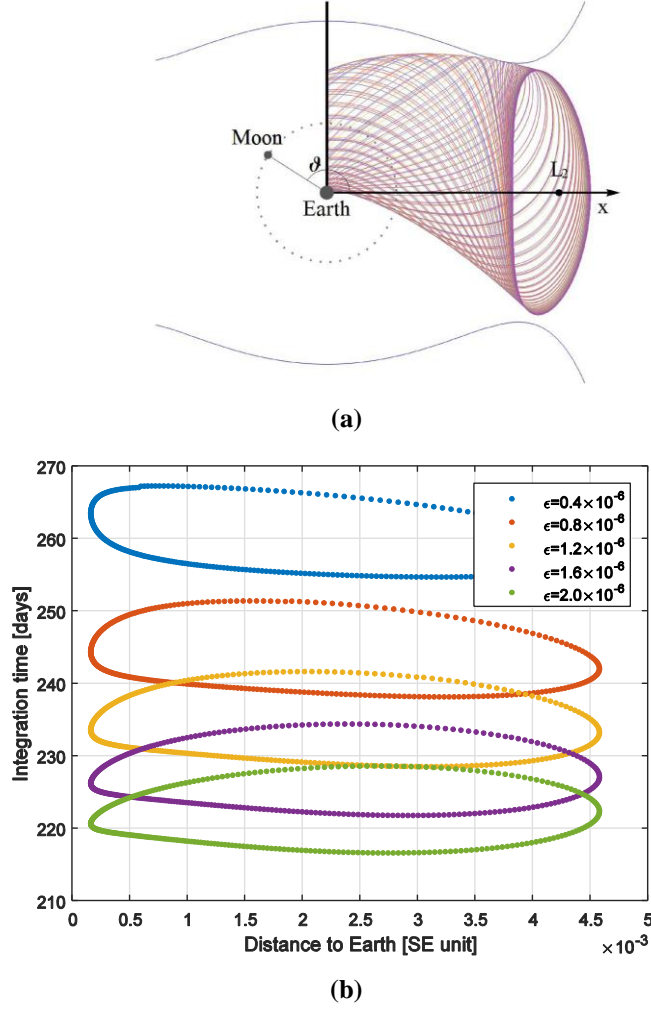 Moon
ϑ
Earth
L₂
x
(a)
270
260
250
240
230
220
210
Integration time [days]
ϵ=0.4×10⁻⁶
ϵ=0.8×10⁻⁶
ϵ=1.2×10⁻⁶
ϵ=1.6×10⁻⁶
ϵ=2.0×10⁻⁶
0 0.5 1 1.5 2 2.5 3 3.5 4 4.5 5
Distance to Earth [SE unit]
×10⁻³
(b)